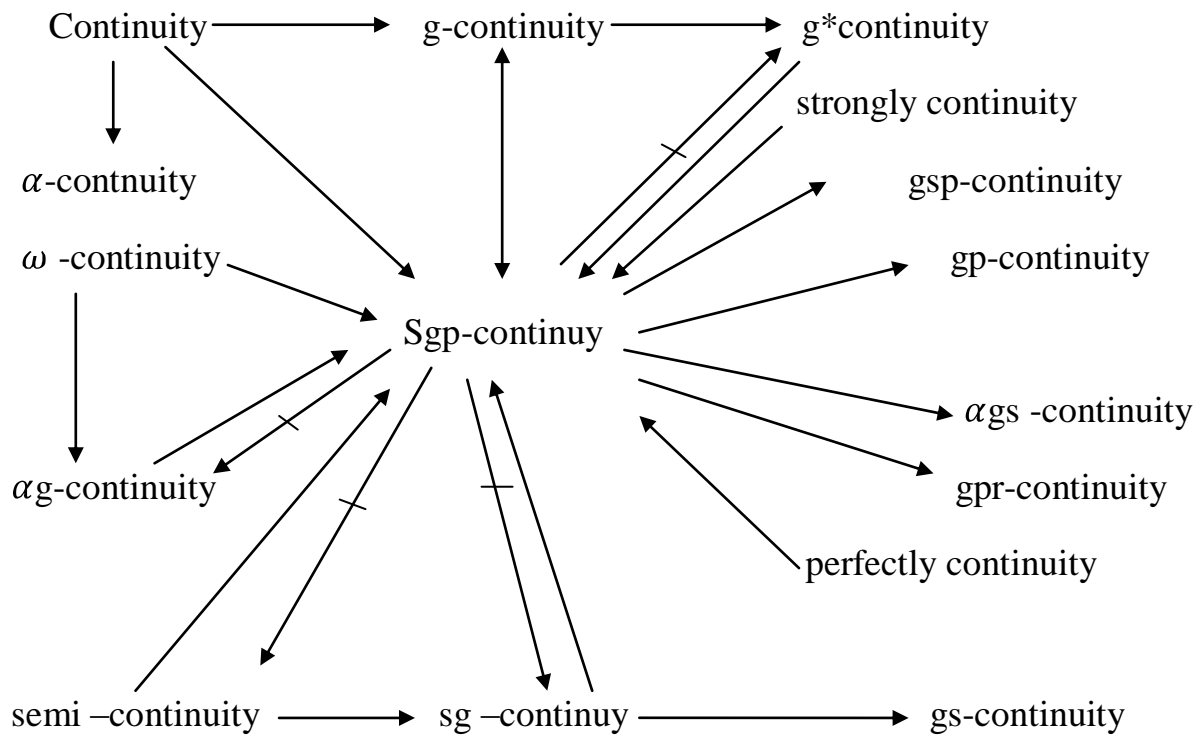 Continuity g-continuity g*continuity
strongly continuity
α-contnuity gsp-continuity
ω -continuity gp-continuity
Sgp-continuy
αgs -continuity
αg-continuity gpr-continuity
perfectly continuity
semi –continuity sg –continuy gs-continuity